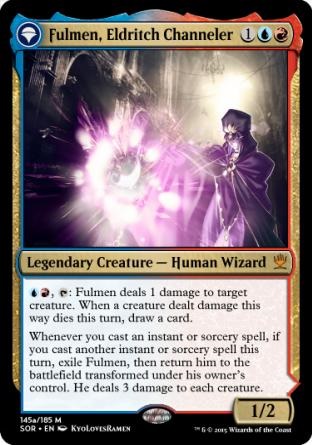 Fulmen, Eldritch Channeler 1
Legendary Creature — Human Wizard
: Fulmen deals 1 damage to target
creature. When a creature dealt damage this
way dies this turn, draw a card.
Whenever you cast an instant or sorcery spell, if
you cast another instant or sorcery spell this
turn, exile Fulmen, then return him to the
battlefield transformed under his owner's
control. He deals 3 damage to each creature.
1/2
145a/185 M
SOR • EN KyoLovesRamen
™ & © 2015 Wizards of the Coast